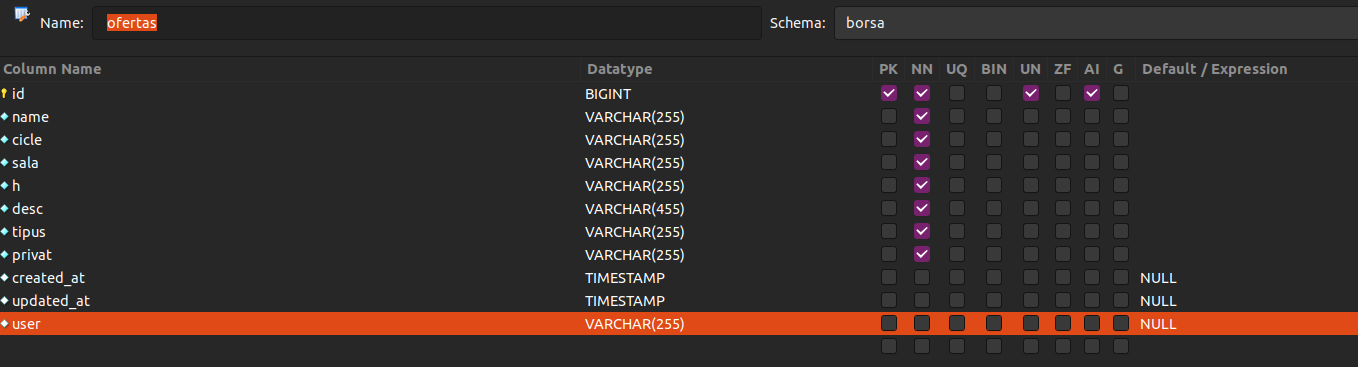 Name: ofertas Schema: borsa
Column Name Datatype PK NN UQ BIN UN ZF AI G Default / Expression
id BIGINT
name VARCHAR(255)
cicle VARCHAR(255)
sala VARCHAR(255)
h VARCHAR(255)
desc VARCHAR(455)
tipus VARCHAR(255)
privat VARCHAR(255)
created_at TIMESTAMP NULL
updated_at TIMESTAMP NULL
user VARCHAR(255) NULL